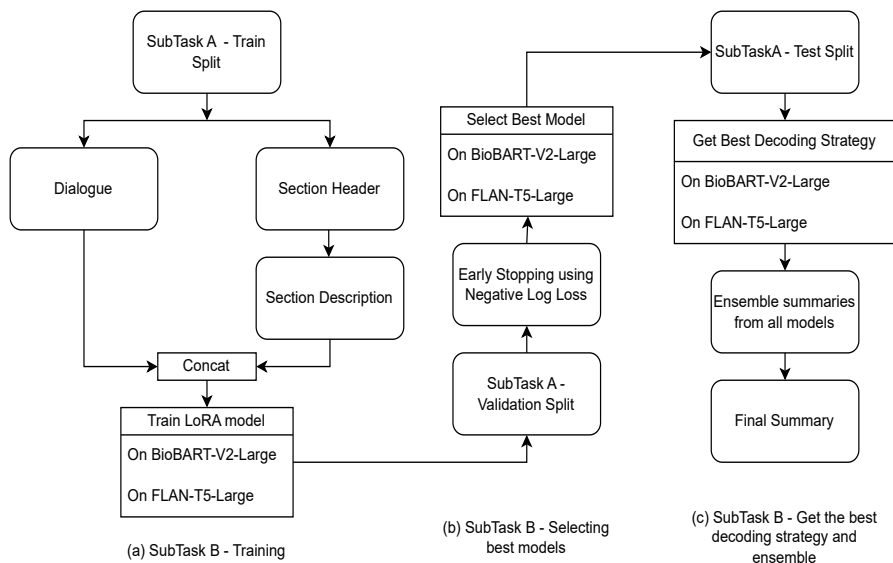 SubTask A - Train
Split
Dialogue
Section Header
Section Description
Concat
Train LoRA model
On BioBART-V2-Large
On FLAN-T5-Large
(a) SubTask B - Training
Select Best Model
On BioBART-V2-Large
On FLAN-T5-Large
Early Stopping using
Negative Log Loss
SubTask A -
Validation Split
(b) SubTask B - Selecting
best models
SubTaskA - Test Split
Get Best Decoding Strategy
On BioBART-V2-Large
On FLAN-T5-Large
Ensemble summaries
from all models
Final Summary
(c) SubTask B - Get the best
decoding strategy and
ensemble